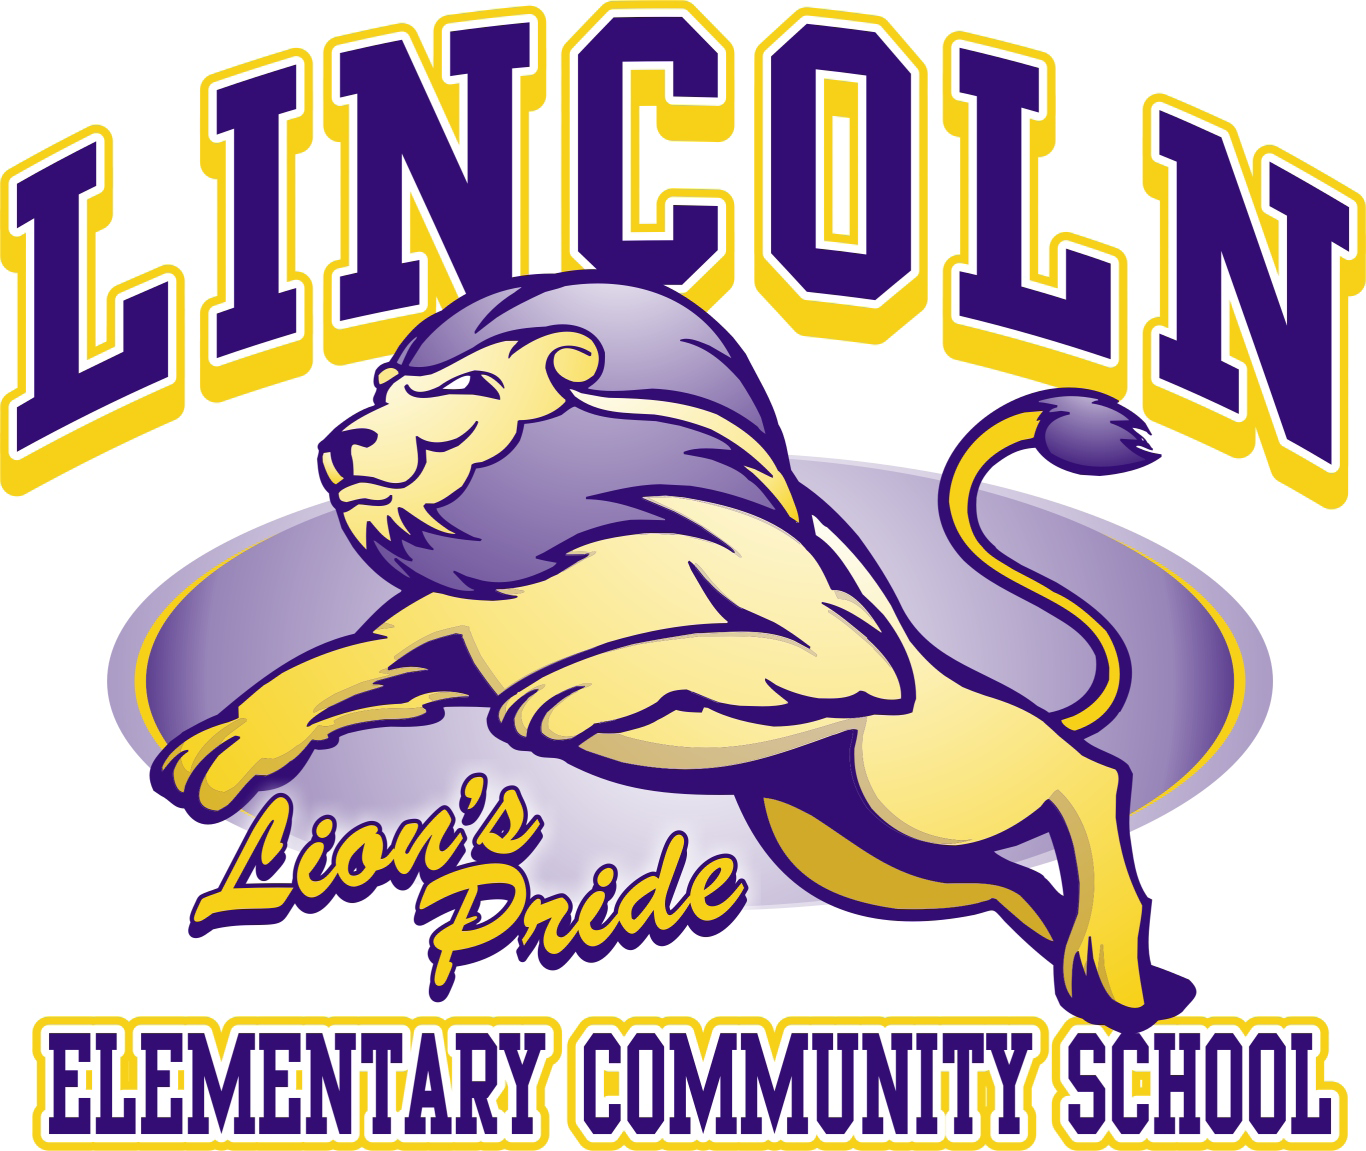 LINCOLN
Lion's
Pride
ELEMENTARY COMMUNITY SCHOOL